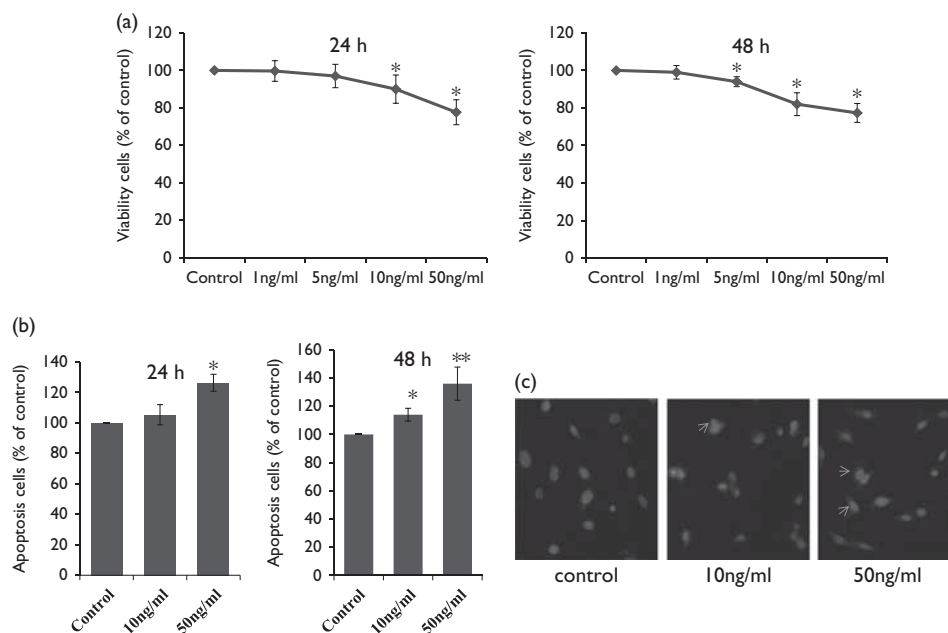 (a)
120
100
80
60
40
20
0
Viability cells (% of control)
24 h
*
*
Control 1ng/ml 5ng/ml 10ng/ml 50ng/ml
120
100
80
60
40
20
0
Viability cells (% of control)
48 h
*
*
*
Control 1ng/ml 5ng/ml 10ng/ml 50ng/ml
(b)
140
120
100
80
60
40
20
0
Apoptosis cells (% of control)
24 h
*
Control 10ng/ml 50ng/ml
160
140
120
100
80
60
40
20
0
Apoptosis cells (% of control)
48 h
*
**
Control 10ng/ml 50ng/ml
(c)
control 10ng/ml 50ng/ml